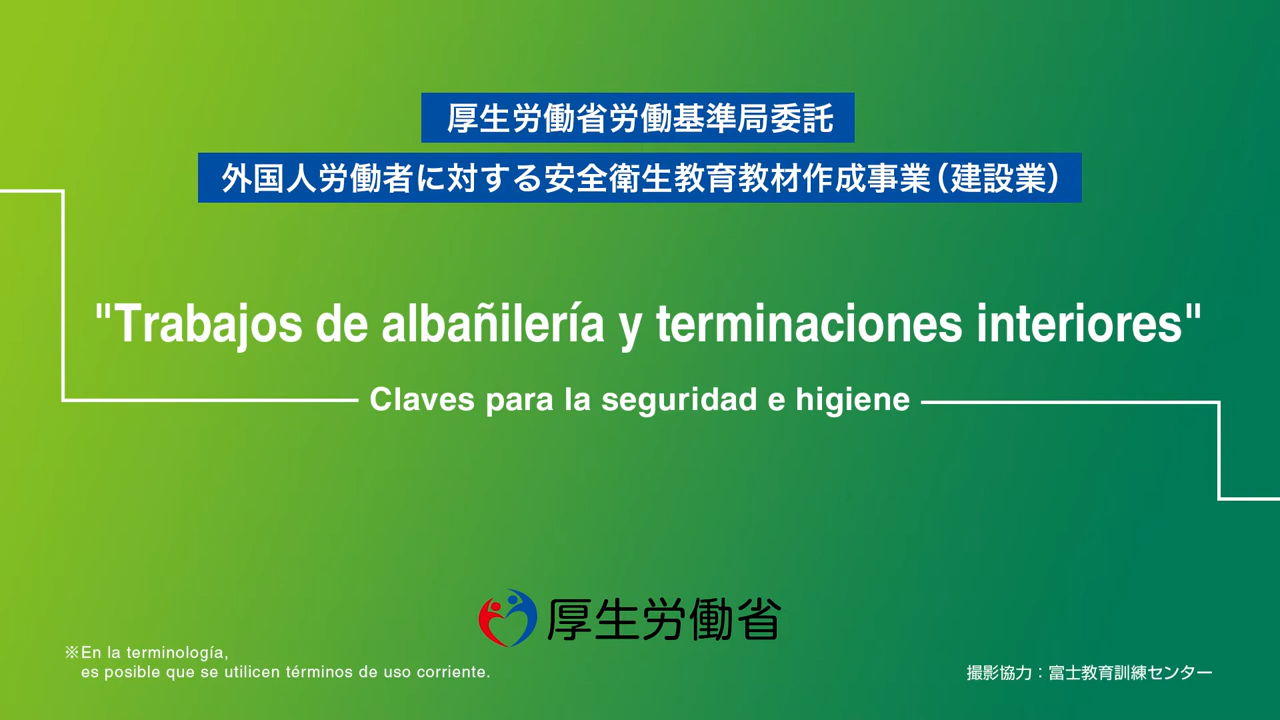 厚生労働省労働基準局委託
外国人労働者に対する安全衛生教育教材作成事業（建設業）
"Trabajos de albañilería y terminaciones interiores"
Claves para la seguridad e higiene
厚生労働省
※En la terminología,
es posible que se utilicen términos de uso corriente.
撮影協力：富士教育訓練センター